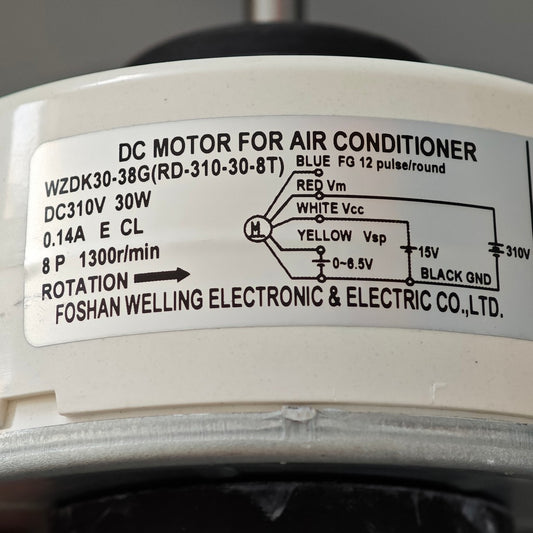 DC MOTOR FOR AIR CONDITIONER
WZDK30-38G(RD-310-30-8T)
DC310V 30W
0.14A E CL
8 P 1300r/min
ROTATION
BLUE FG 12 pulse/round
RED Vm
WHITE Vcc
YELLOW Vsp
M
15V
310V
0~6.5V
BLACK GND
FOSHAN WELLING ELECTRONIC & ELECTRIC CO.,LTD.